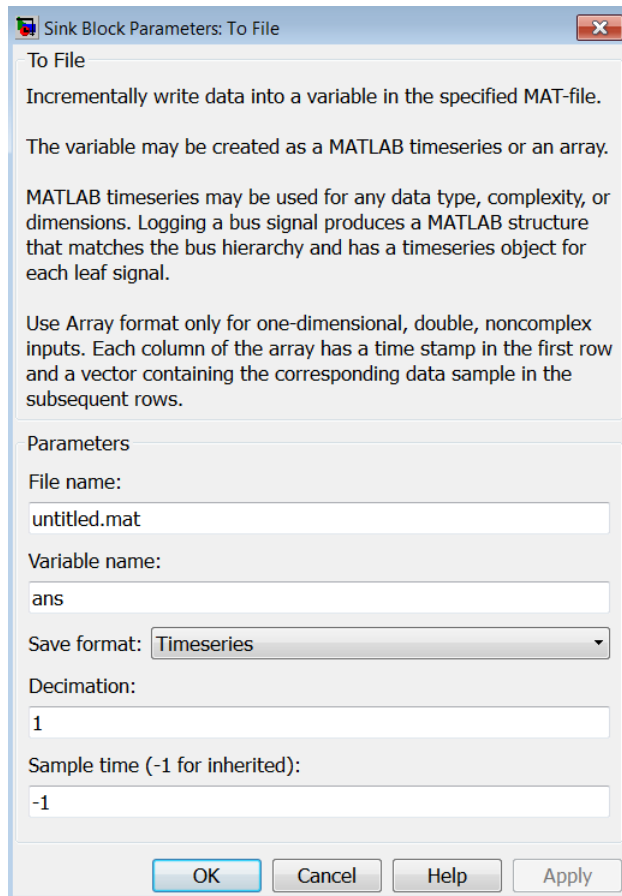 Sink Block Parameters: To File
To File
Incrementally write data into a variable in the specified MAT-file.
The variable may be created as a MATLAB timeseries or an array.
MATLAB timeseries may be used for any data type, complexity, or
dimensions. Logging a bus signal produces a MATLAB structure
that matches the bus hierarchy and has a timeseries object for
each leaf signal.
Use Array format only for one-dimensional, double, noncomplex
inputs. Each column of the array has a time stamp in the first row
and a vector containing the corresponding data sample in the
subsequent rows.
Parameters
File name:
untitled.mat
Variable name:
ans
Save format: Timeseries
Decimation:
1
Sample time (-1 for inherited):
-1
OK Cancel Help Apply